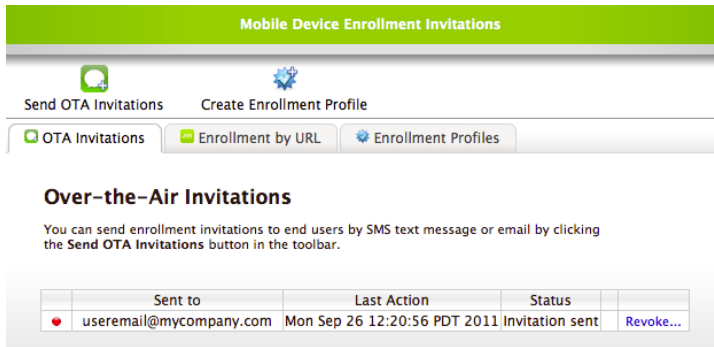 Mobile Device Enrollment Invitations
Send OTA Invitations Create Enrollment Profile
OTA Invitations Enrollment by URL Enrollment Profiles
Over-the-Air Invitations
You can send enrollment invitations to end users by SMS text message or email by clicking
the Send OTA Invitations button in the toolbar.
Sent to Last Action Status
useremail@mycompany.com Mon Sep 26 12:20:56 PDT 2011 Invitation sent Revoke...